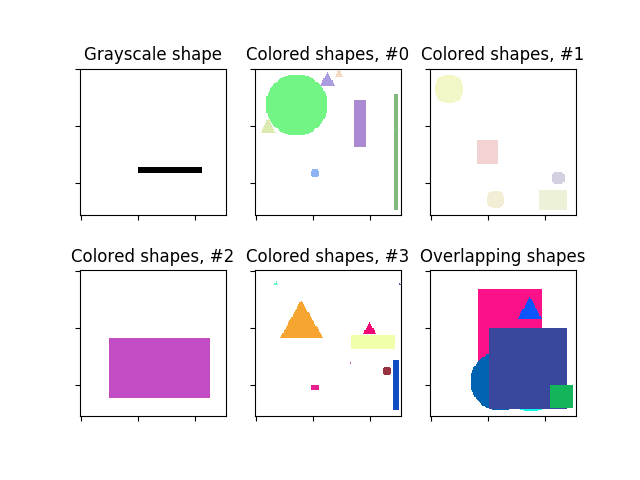 Grayscale shape
Colored shapes, #0
Colored shapes, #1
Colored shapes, #2
Colored shapes, #3
Overlapping shapes